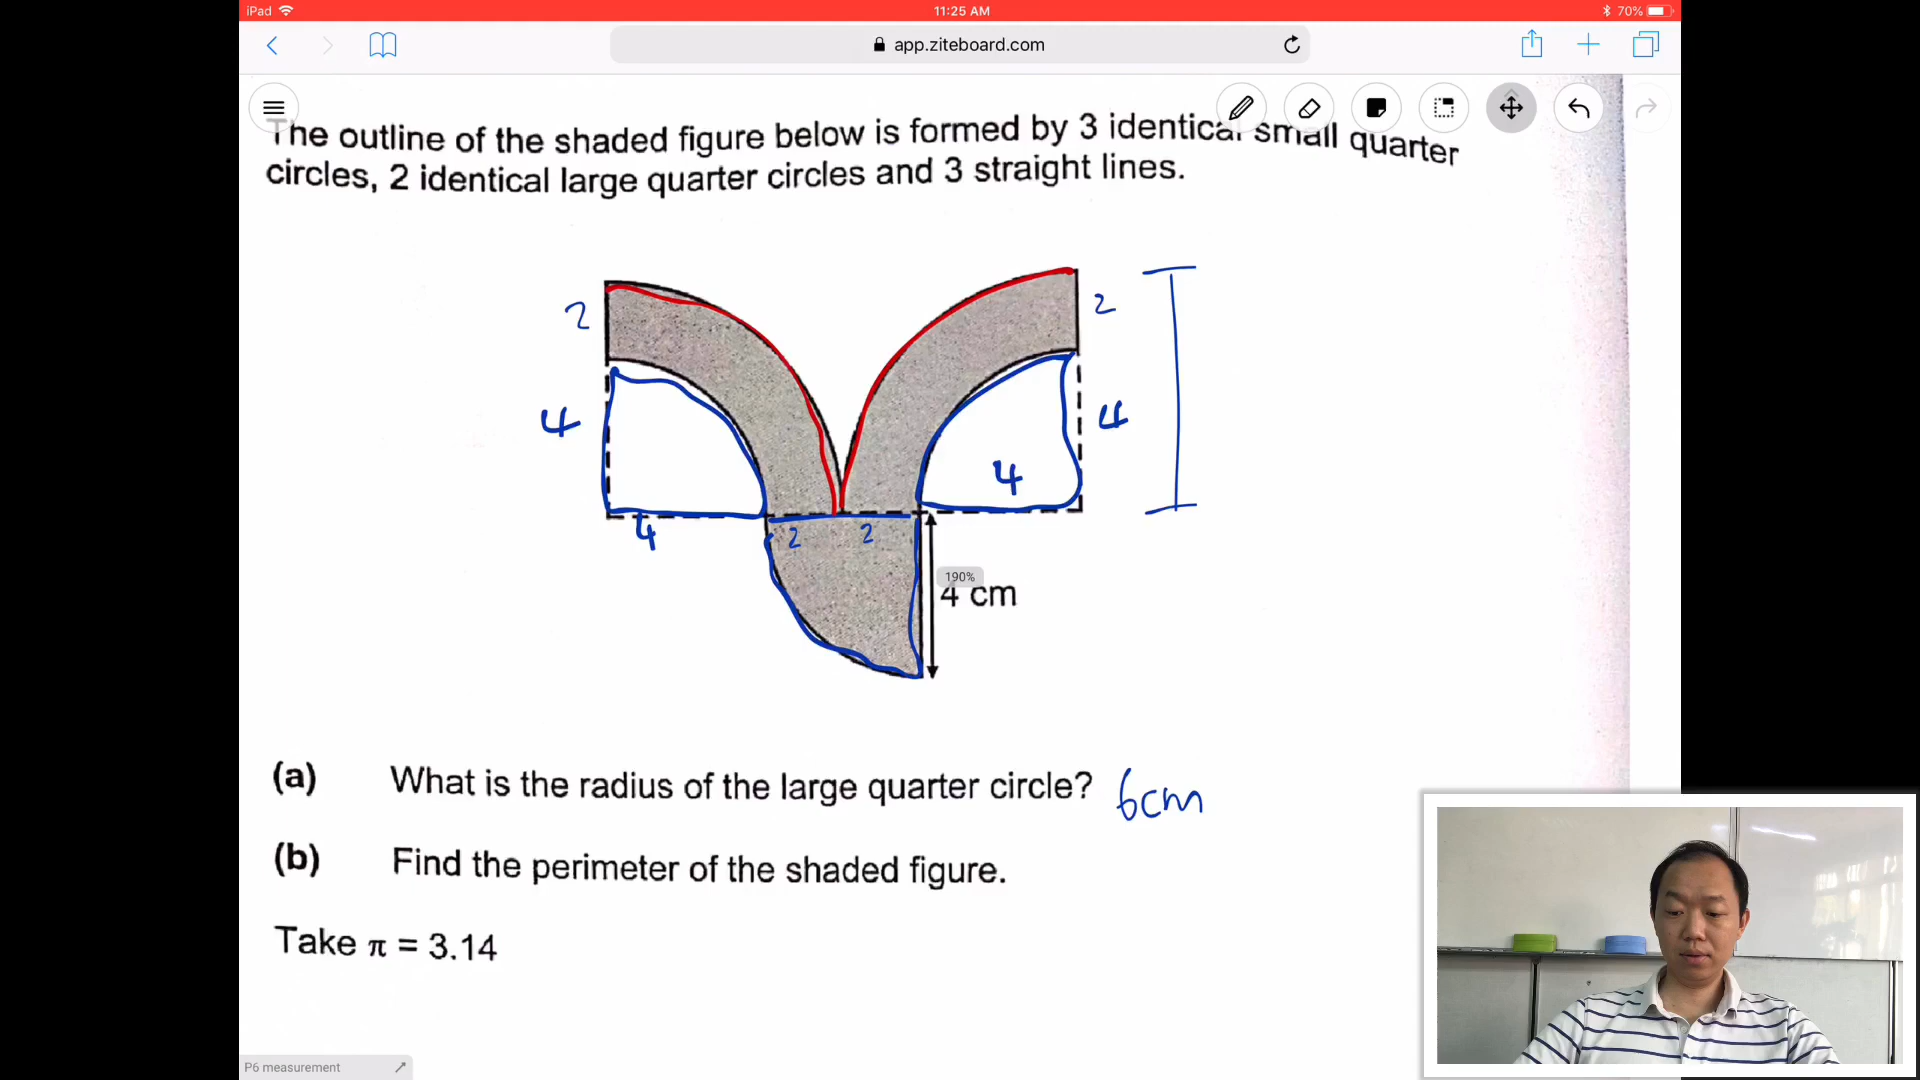 iPad
11:25 AM
70%
app.ziteboard.com
The outline of the shaded figure below is formed by 3 identical small quarter
circles, 2 identical large quarter circles and 3 straight lines.
2
2
4
4
4
4
2
2
190%
4 cm
(a) What is the radius of the large quarter circle? 6cm
(b) Find the perimeter of the shaded figure.
Take π = 3.14
P6 measurement